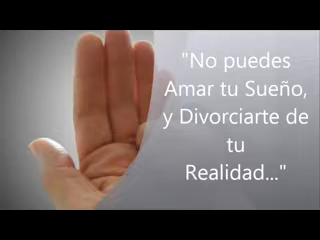 "No puedes
Amar tu Sueño,
y Divorciarte de
tu
Realidad..."